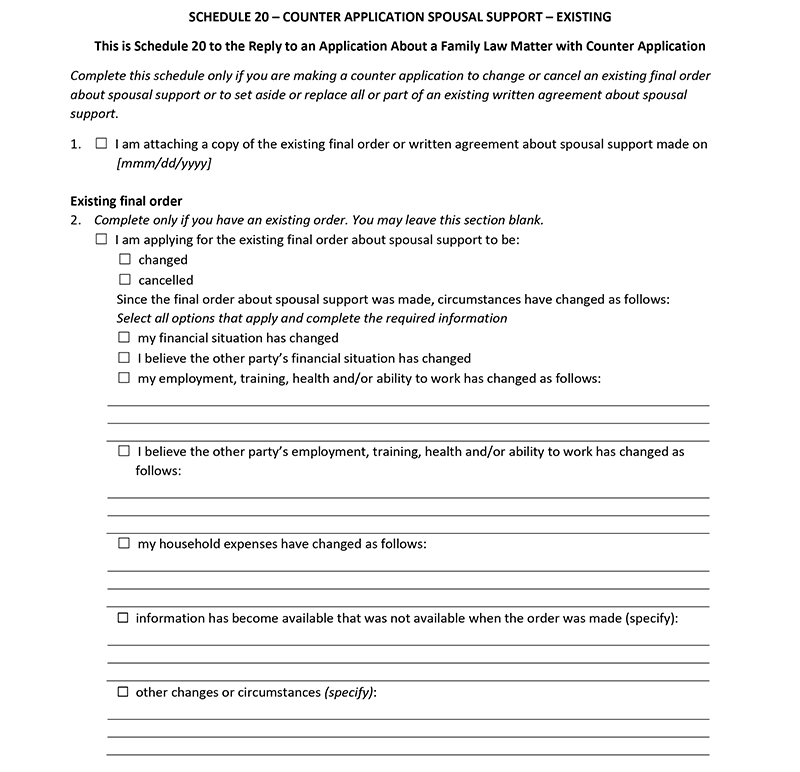 SCHEDULE 20 – COUNTER APPLICATION SPOUSAL SUPPORT – EXISTING
This is Schedule 20 to the Reply to an Application About a Family Law Matter with Counter Application
Complete this schedule only if you are making a counter application to change or cancel an existing final order
about spousal support or to set aside or replace all or part of an existing written agreement about spousal
support.
1. ☐ I am attaching a copy of the existing final order or written agreement about spousal support made on
[mmm/dd/yyyy]
Existing final order
2. Complete only if you have an existing order. You may leave this section blank.
☐ I am applying for the existing final order about spousal support to be:
☐ changed
☐ cancelled
Since the final order about spousal support was made, circumstances have changed as follows:
Select all options that apply and complete the required information
☐ my financial situation has changed
☐ I believe the other party’s financial situation has changed
☐ my employment, training, health and/or ability to work has changed as follows:
☐ I believe the other party’s employment, training, health and/or ability to work has changed as
follows:
☐ my household expenses have changed as follows:
☐ information has become available that was not available when the order was made (specify):
☐ other changes or circumstances (specify):